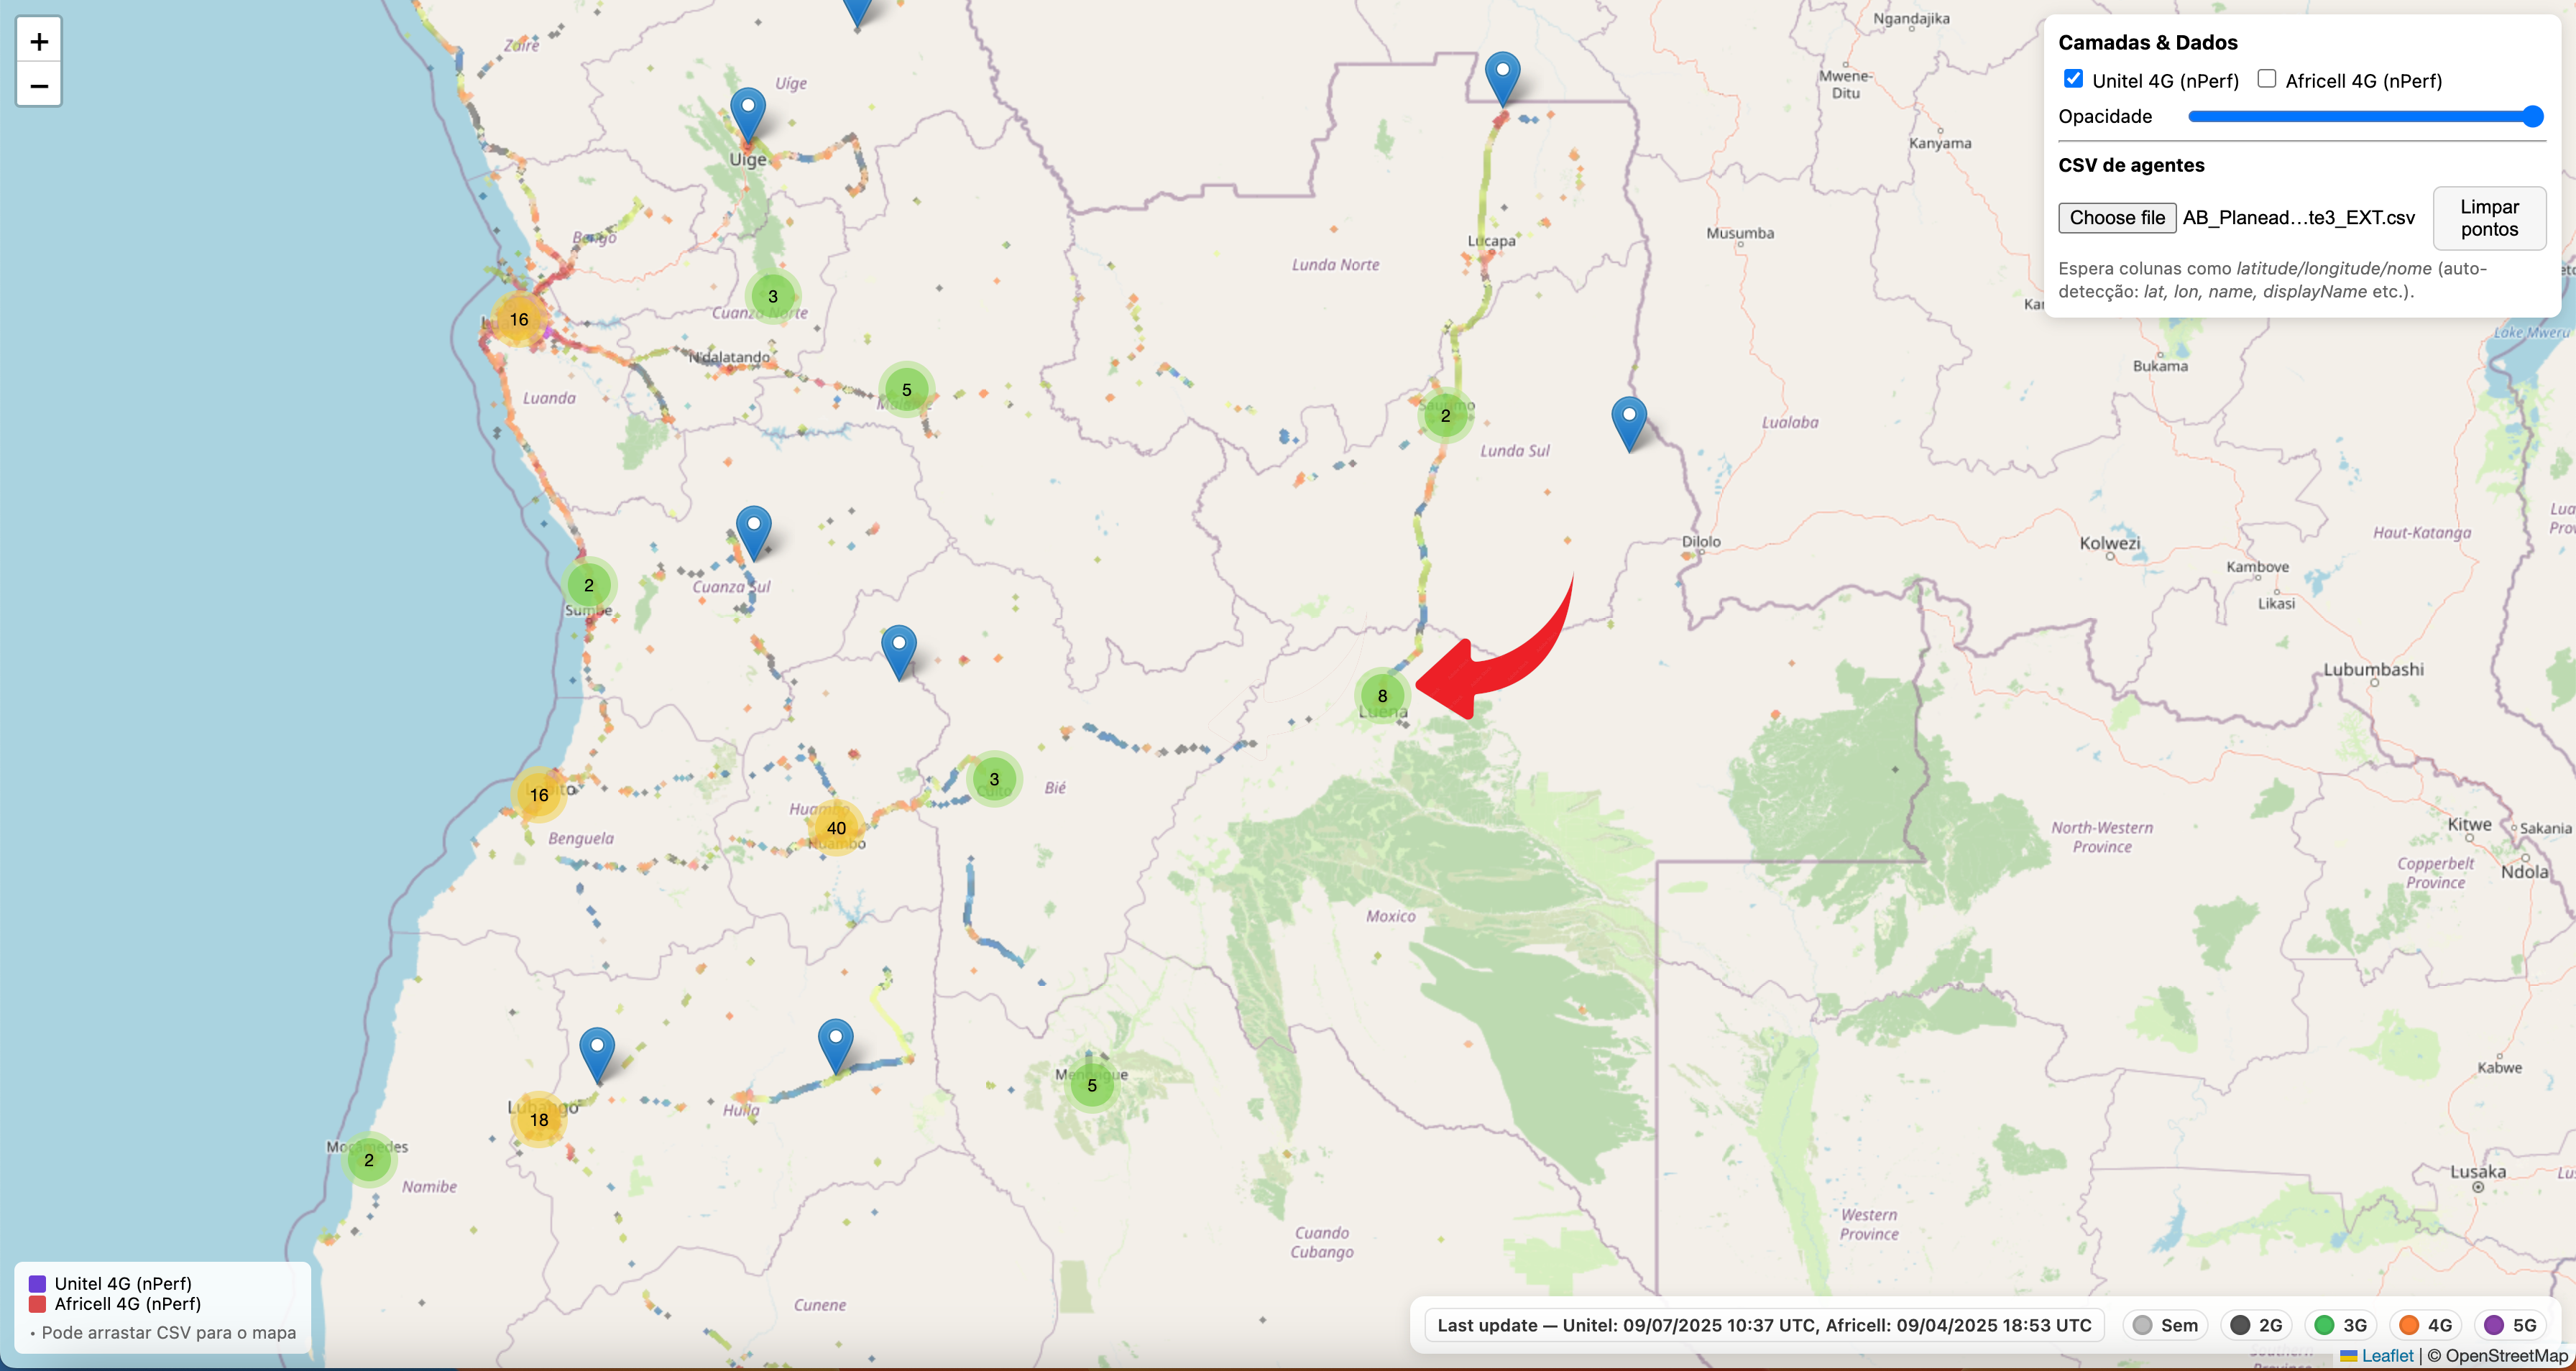 +
−
Camadas & Dados
Unitel 4G (nPerf)
Africell 4G (nPerf)
Opacidade
CSV de agentes
Choose file
AB_Planead...te3_EXT.csv
Limpar
pontos
Espera colunas como latitude/longitude/nome (auto-
detecção: lat, lon, name, displayName etc.).
Ngandajika
Zaire
Uíge
Mwene-
Ditu
Kanyama
Uíge
Musumba
Lucapa
Bengo
Lunda Norte
3
Cuanza Norte
16
Lake Mweru
N'dalatando
Bukama
Luanda
5
2
Lunda Sul
Lualaba
Dilolo
Kolwezi
Haut-Katanga
Kambove
Likasi
2
Sumbe
Cuanza Sul
Lubumbashi
8
Luena
3
Bié
16
Huambo
40
Huambo
Benguela
North-Western
Province
Kitwe
Sakania
Copperbelt
Province
Ndola
Moxico
Menongue
5
Kabwe
Lubango
18
Huíla
Moçâmedes
2
Namibe
Lusaka
Western
Province
Cuando
Cubango
Cunene
Unitel 4G (nPerf)
Africell 4G (nPerf)
• Pode arrastar CSV para o mapa
Last update — Unitel: 09/07/2025 10:37 UTC, Africell: 09/04/2025 18:53 UTC
Sem
2G
3G
4G
5G
Leaflet | © OpenStreetMap